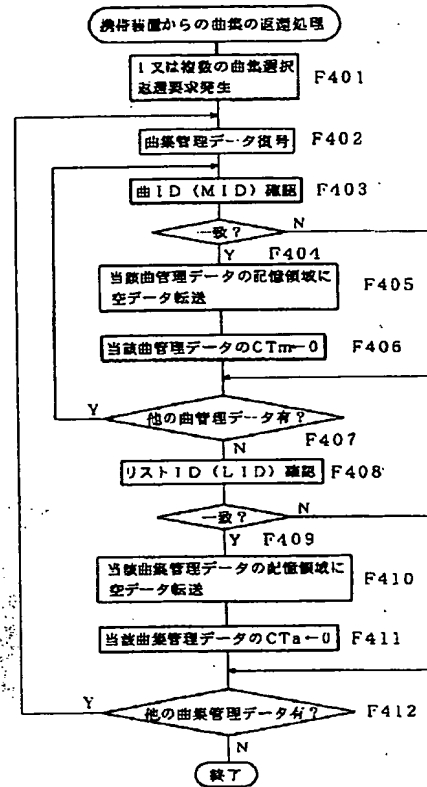 携帯装置からの曲集の返還処理
1又は複数の曲集選択
返還要求発生
F401
曲集管理データ復号
F402
曲ID(MID)確認
F403
一致?
N
Y
F404
当該曲管理データの記憶領域に
空データ転送
F405
当該曲管理データのCTm←0
F406
Y
他の曲管理データ有?
F407
N
リストID(LID)確認
F408
一致?
N
Y
F409
当該曲集管理データの記憶領域に
空データ転送
F410
当該曲集管理データのCTa←0
F411
Y
他の曲集管理データ有?
F412
N
終了